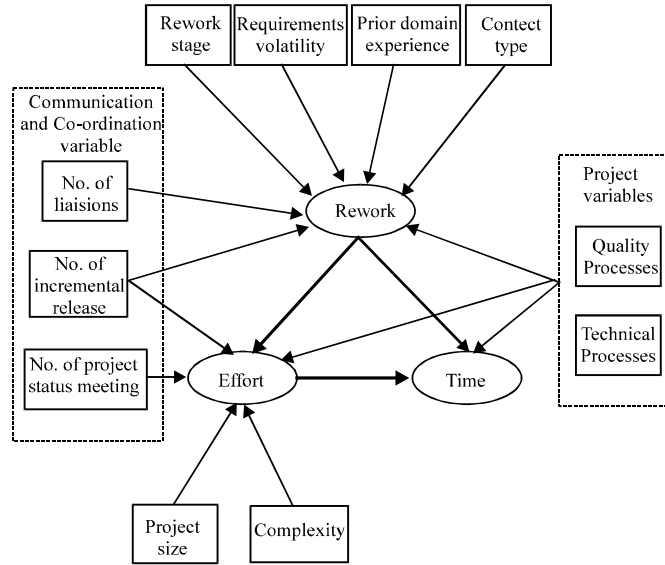 Rework
stage
Requirements
volatility
Prior domain
experience
Contect
type
Communication
and Co-ordination
variable
No. of
liaisions
No. of
incremental
release
No. of project
status meeting
Rework
Effort
Time
Project
variables
Quality
Processes
Technical
Processes
Project
size
Complexity